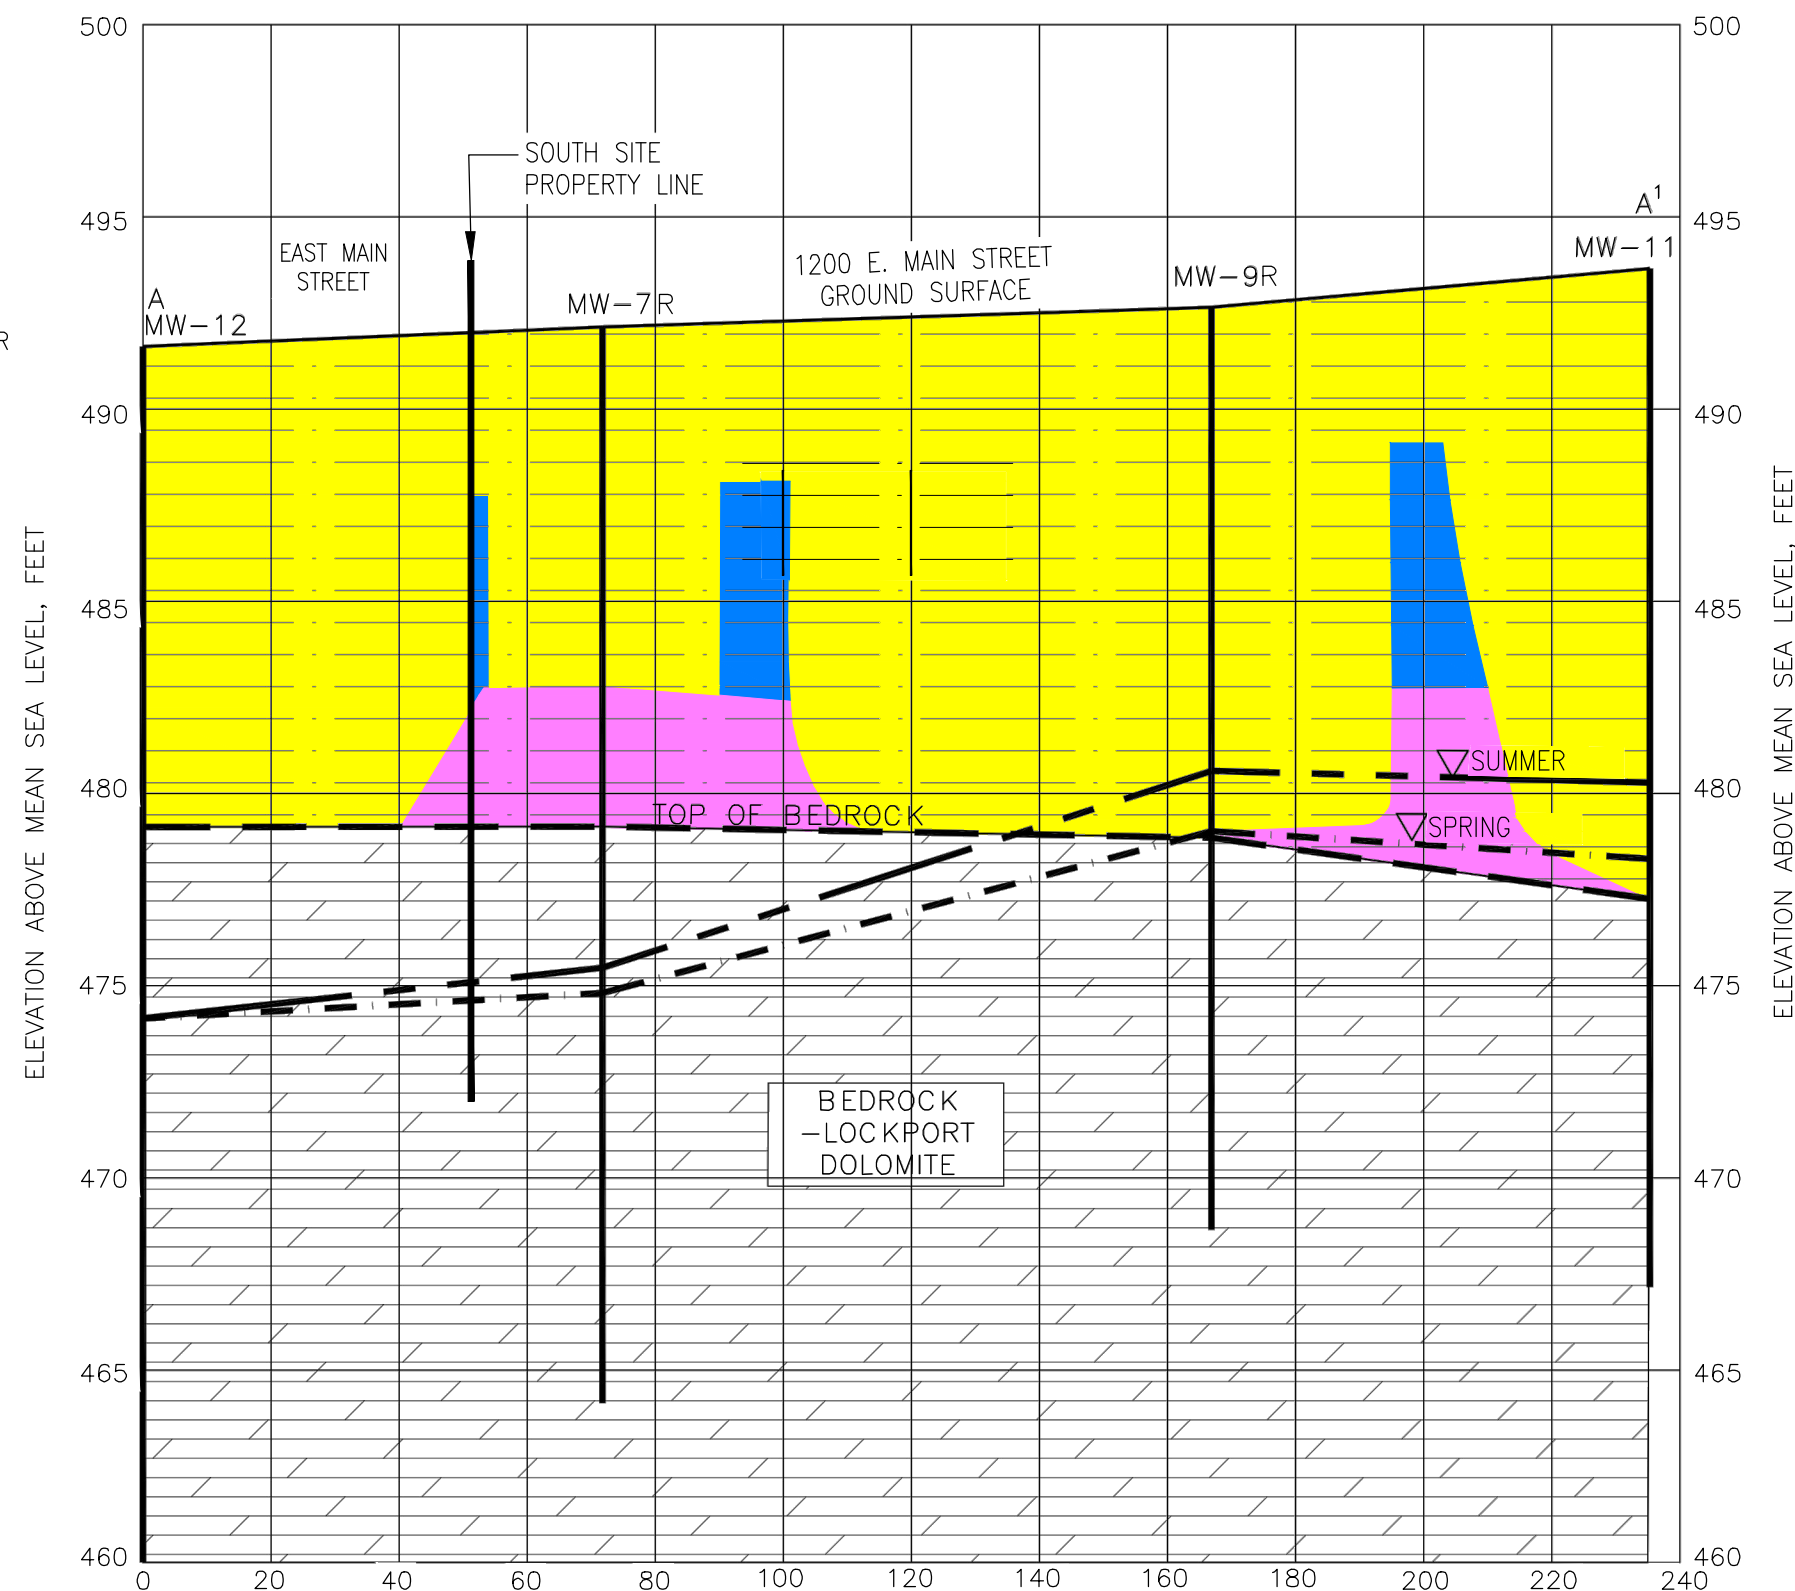 500
500
SOUTH SITE
PROPERTY LINE
A¹
495
495
EAST MAIN
STREET
1200 E. MAIN STREET
GROUND SURFACE
MW-11
MW-9R
A
MW-12
MW-7R
R
490
490
485
485
ELEVATION ABOVE MEAN SEA LEVEL, FEET
ELEVATION ABOVE MEAN SEA LEVEL, FEET
SUMMER
480
480
TOP OF BEDROCK
SPRING
475
475
BEDROCK
-LOCKPORT
DOLOMITE
470
470
465
465
460
460
0 20 40 60 80 100 120 140 160 180 200 220 240